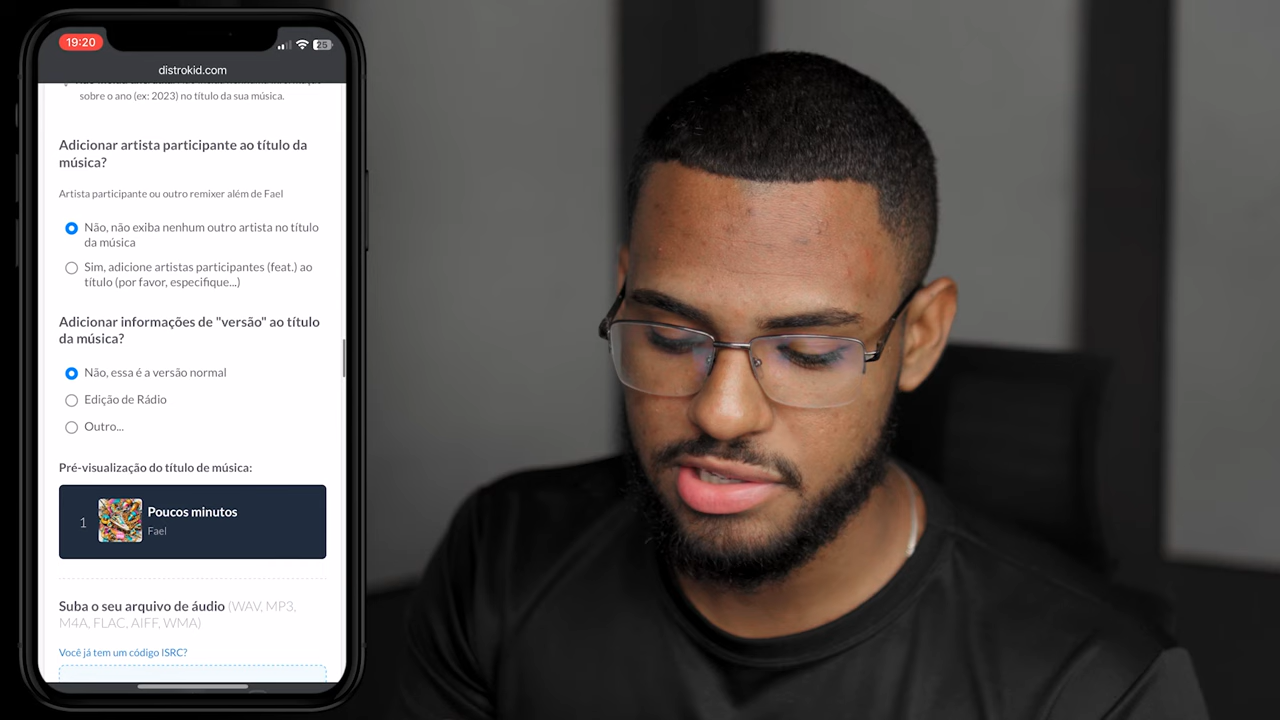 19:20
25
distrokid.com
sobre o ano (ex: 2023) no título da sua música.
Adicionar artista participante ao título da
música?
Artista participante ou outro remixer além de Fael
Não, não exiba nenhum outro artista no título
da música
Sim, adicione artistas participantes (feat.) ao
título (por favor, especifique...)
Adicionar informações de "versão" ao título
da música?
Não, essa é a versão normal
Edição de Rádio
Outro...
Pré-visualização do título de música:
1
Poucos minutos
Fael
Suba o seu arquivo de áudio (WAV, MP3,
M4A, FLAC, AIFF, WMA)
Você já tem um código ISRC?